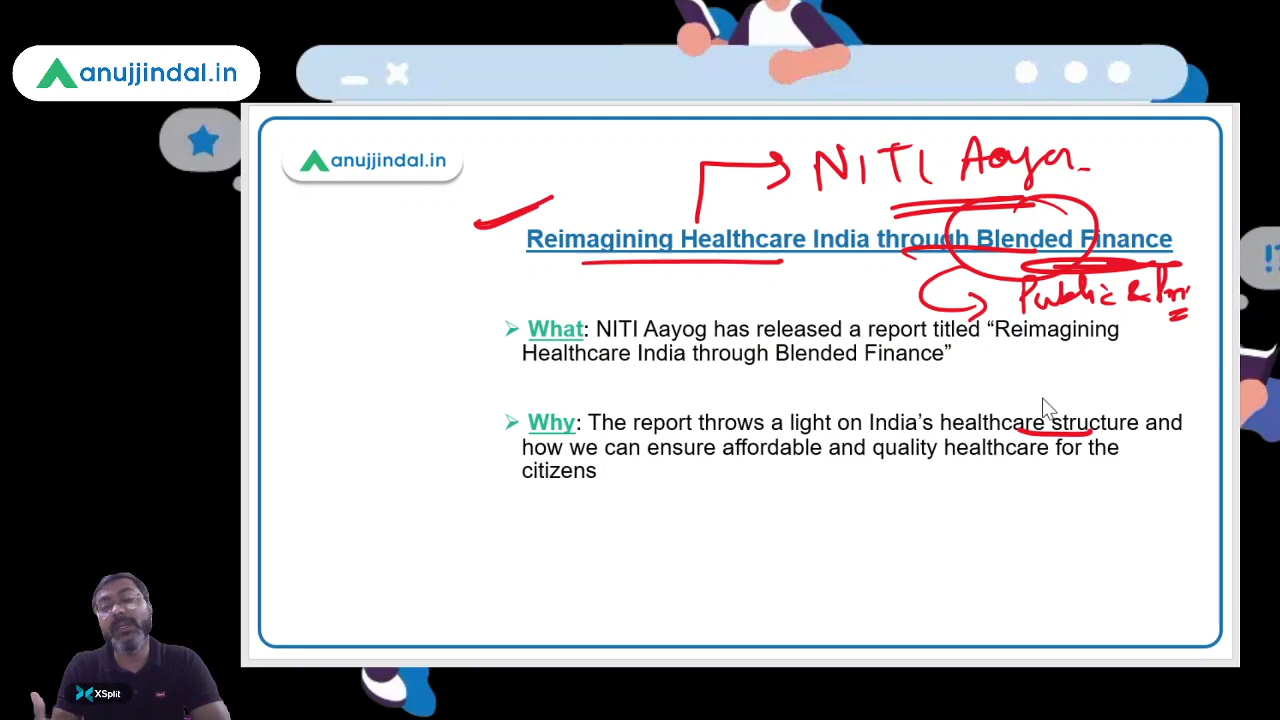 anujjindal.in
anujjindal.in
NITI Aayog
Reimagining Healthcare India through Blended Finance
Public & Prv
What: NITI Aayog has released a report titled “Reimagining
Healthcare India through Blended Finance”
Why: The report throws a light on India’s healthcare structure and
how we can ensure affordable and quality healthcare for the
citizens
XSplit